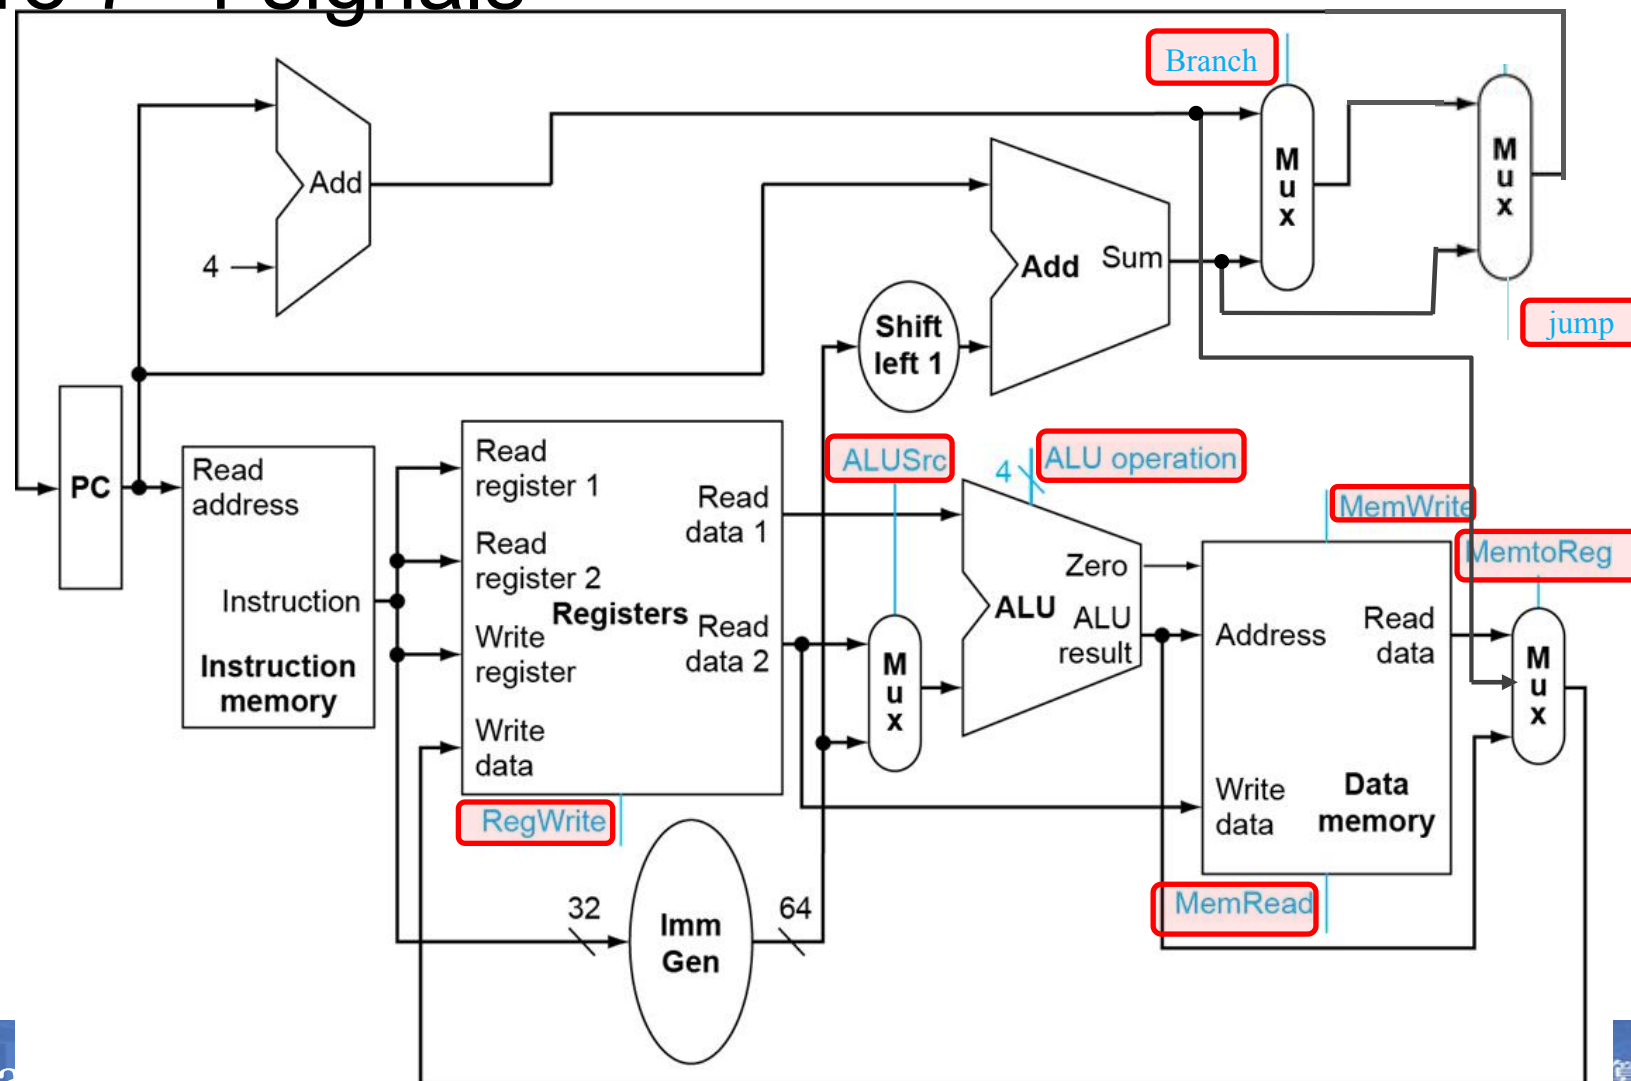 7 signals
Branch
M
u
x
M
u
x
Add
4
Add Sum
Shift
left 1
jump
PC
Read
address
Instruction
Instruction
memory
Read
register 1
Read
register 2
Registers
Write
register
Write
data
Read
data 1
Read
data 2
RegWrite
ALUSrc
M
u
x
4
ALU operation
Zero
ALU
ALU
result
MemWrite
MemtoReg
Address
Read
data
Write
data
Data
memory
MemRead
M
u
x
32
Imm
Gen
64